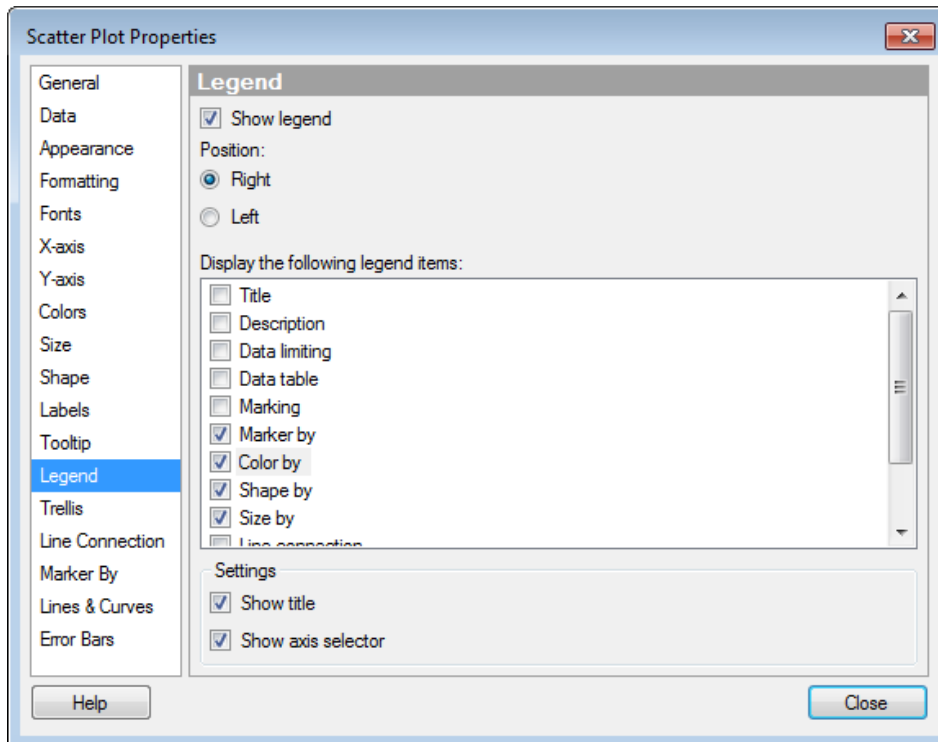 Scatter Plot Properties
General
Data
Appearance
Formatting
Fonts
X-axis
Y-axis
Colors
Size
Shape
Labels
Tooltip
Legend
Trellis
Line Connection
Marker By
Lines & Curves
Error Bars
Legend
Show legend
Position:
Right
Left
Display the following legend items:
Title
Description
Data limiting
Data table
Marking
Marker by
Color by
Shape by
Size by
Line connection
Settings
Show title
Show axis selector
Help
Close